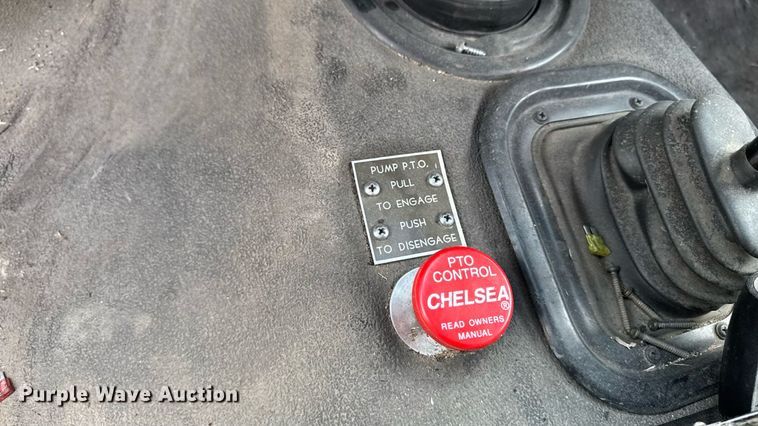 PUMP P.T.O.
PULL
TO ENGAGE
PUSH
TO DISENGAGE
PTO
CONTROL
CHELSEA®
READ OWNERS
MANUAL
Purple Wave Auction